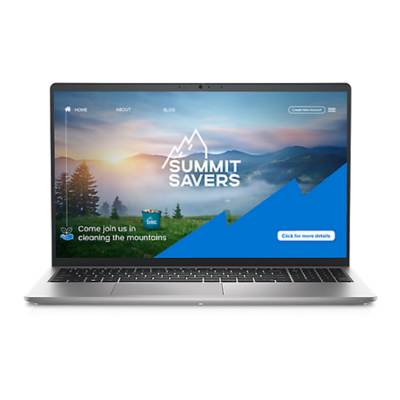 HOME
ABOUT
BLOG
SUMMIT
SAVERS
Come join us in
cleaning the mountains
Click for more details